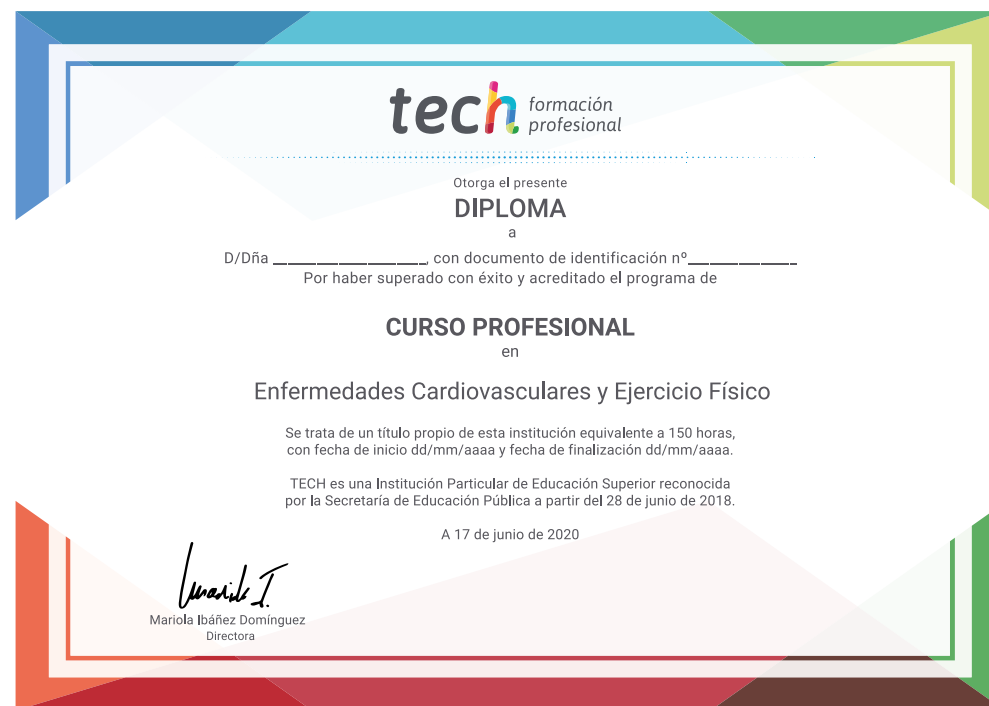 tech formación
profesional
Otorga el presente
DIPLOMA
a
D/Dña ____________________, con documento de identificación nº______________
Por haber superado con éxito y acreditado el programa de
CURSO PROFESIONAL
en
Enfermedades Cardiovasculares y Ejercicio Físico
Se trata de un título propio de esta institución equivalente a 150 horas,
con fecha de inicio dd/mm/aaaa y fecha de finalización dd/mm/aaaa.
TECH es una Institución Particular de Educación Superior reconocida
por la Secretaría de Educación Pública a partir del 28 de junio de 2018.
A 17 de junio de 2020
Mariola Ibáñez Domínguez
Directora